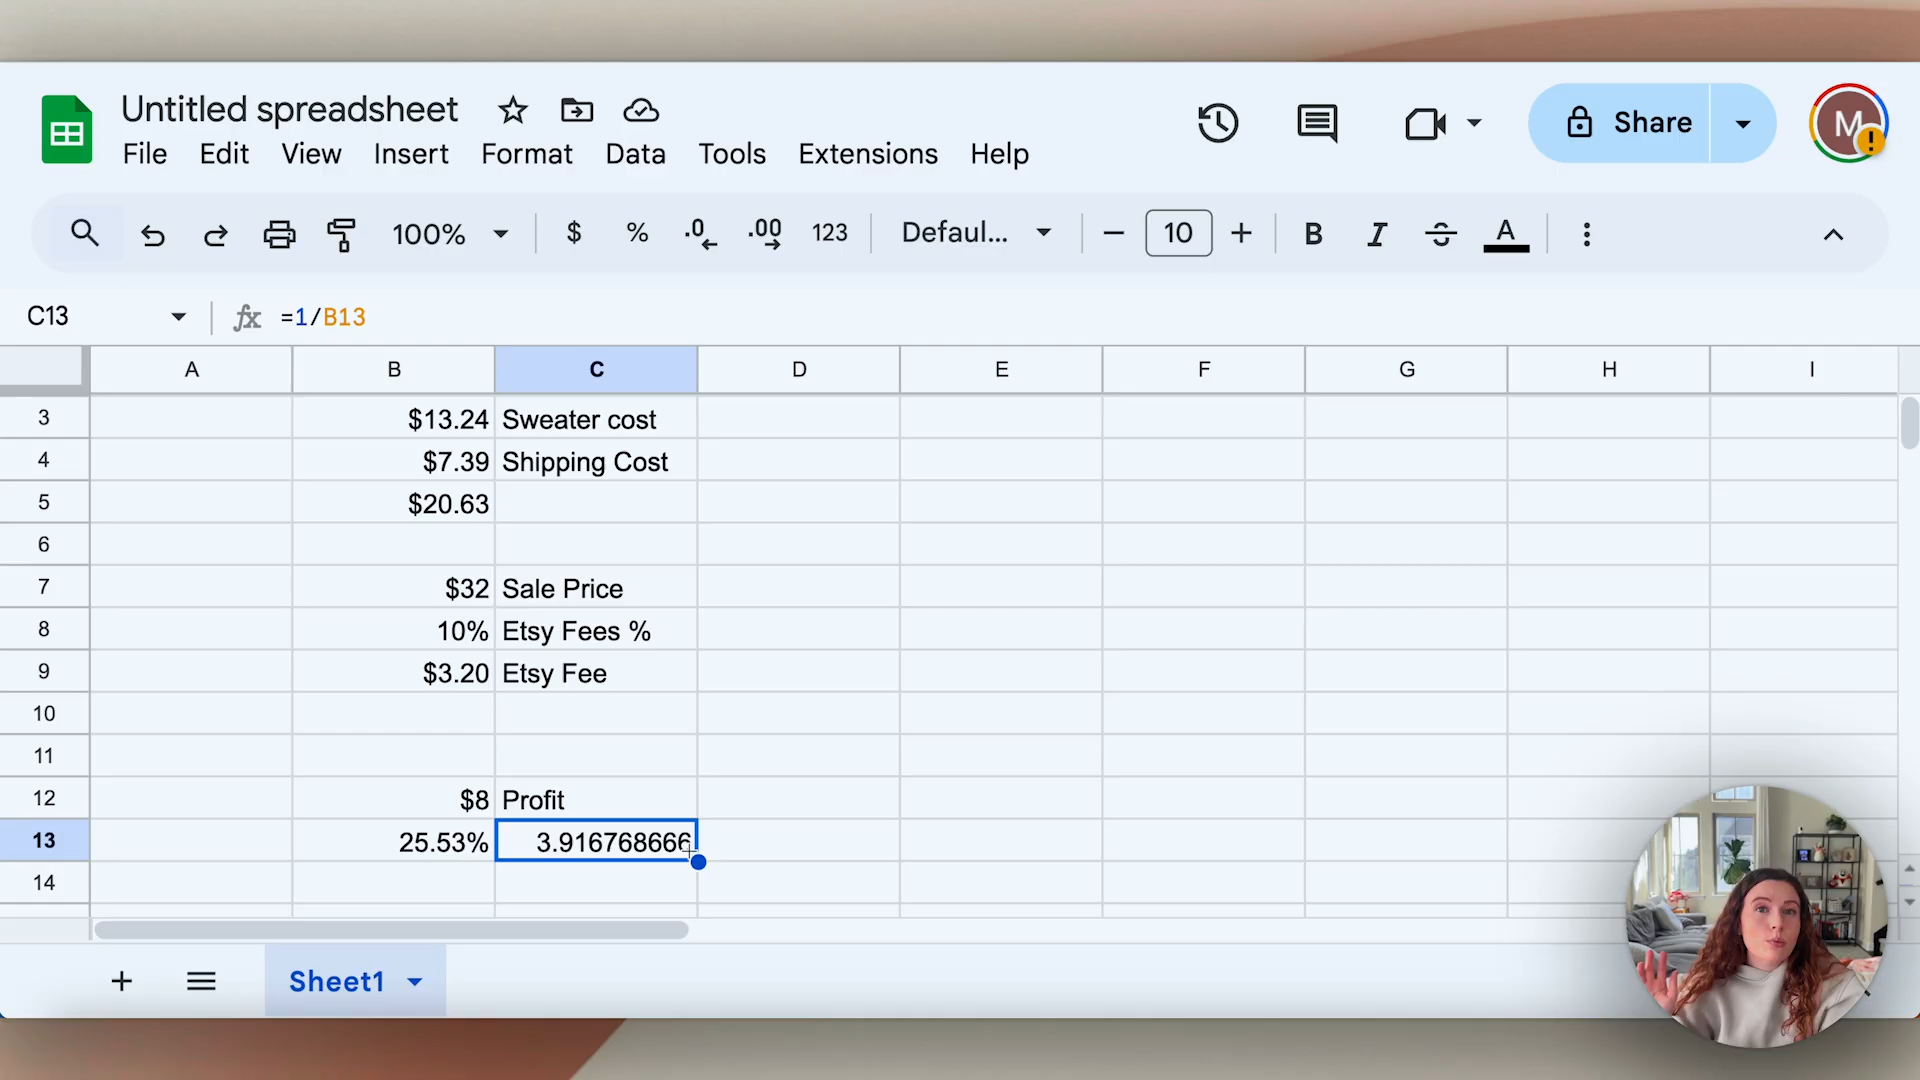 Untitled spreadsheet
File Edit View Insert Format Data Tools Extensions Help
Share
M
!
100% $ % .0 .00 123 Defaul... 10 B I S A
C13 fx =1/B13
A B C D E F G H I
3 $13.24 Sweater cost
4 $7.39 Shipping Cost
5 $20.63
6
7 $32 Sale Price
8 10% Etsy Fees %
9 $3.20 Etsy Fee
10
11
12 $8 Profit
13 25.53% 3.916768666
14
Sheet1